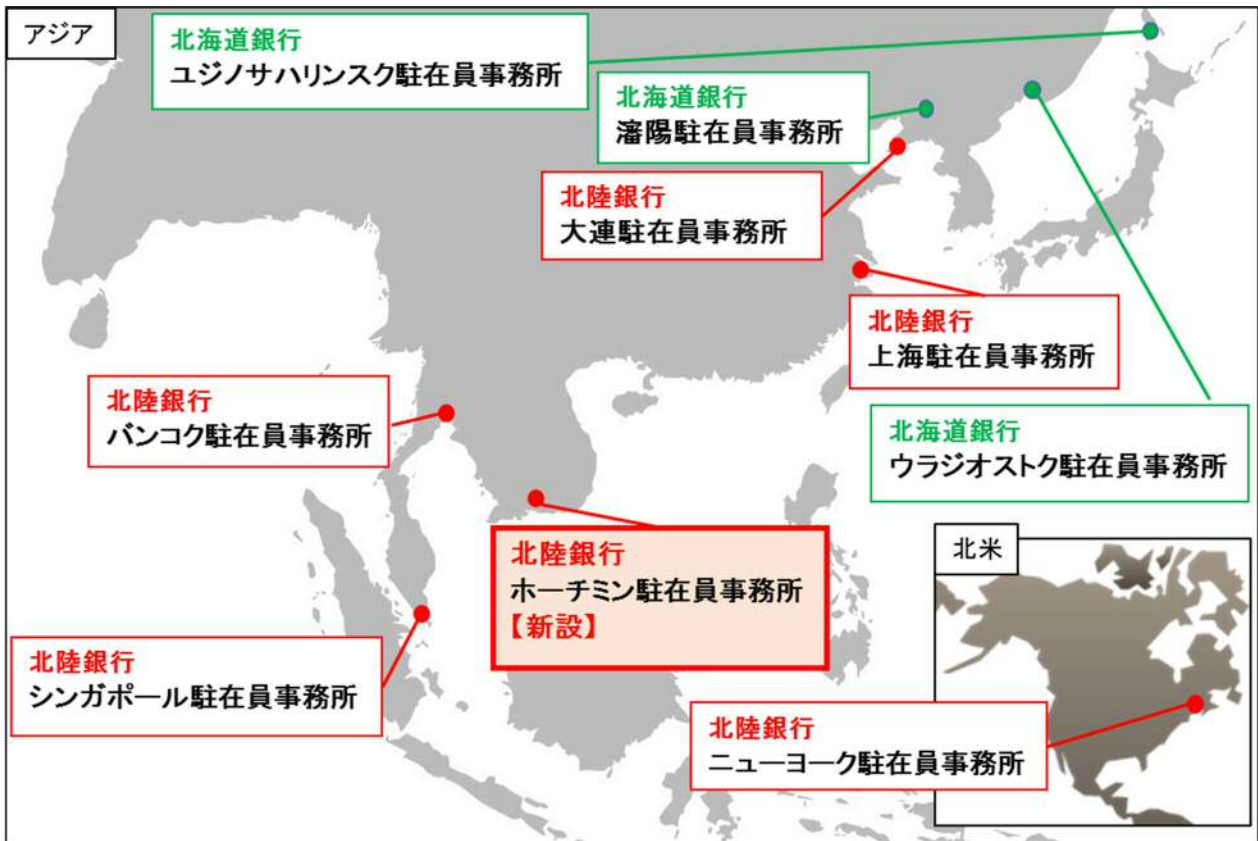 アジア
北海道銀行
ユジノサハリンスク駐在員事務所
北海道銀行
瀋陽駐在員事務所
北陸銀行
大連駐在員事務所
北陸銀行
上海駐在員事務所
北陸銀行
バンコク駐在員事務所
北海道銀行
ウラジオストク駐在員事務所
北陸銀行
ホーチミン駐在員事務所
【新設】
北米
北陸銀行
シンガポール駐在員事務所
北陸銀行
ニューヨーク駐在員事務所